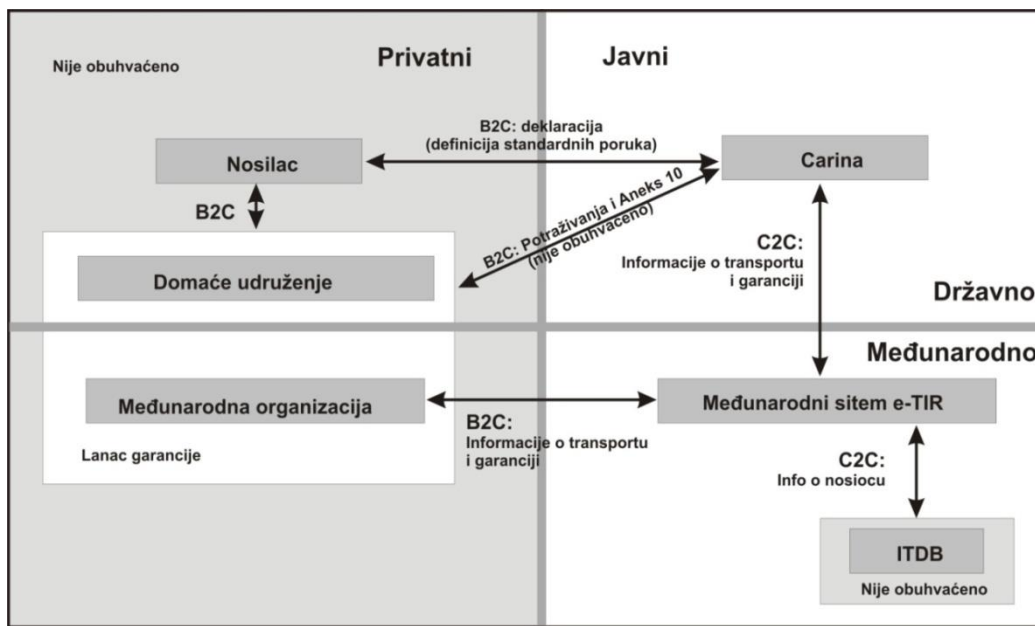 Privatni
Javni
Nije obuhvaćeno
B2C: deklaracija
(definicija standardnih poruka)
Nosilac
Carina
B2C
B2C: Potraživanja i Aneks 10
(nije obuhvaćeno)
C2C:
Informacije o transportu
i garanciji
Domaće udruženje
Državno
Međunarodno
Međunarodna organizacija
Međunarodni sitem e-TIR
B2C:
Informacije o transportu
i garanciji
Lanac garancije
C2C:
Info o nosiocu
ITDB
Nije obuhvaćeno